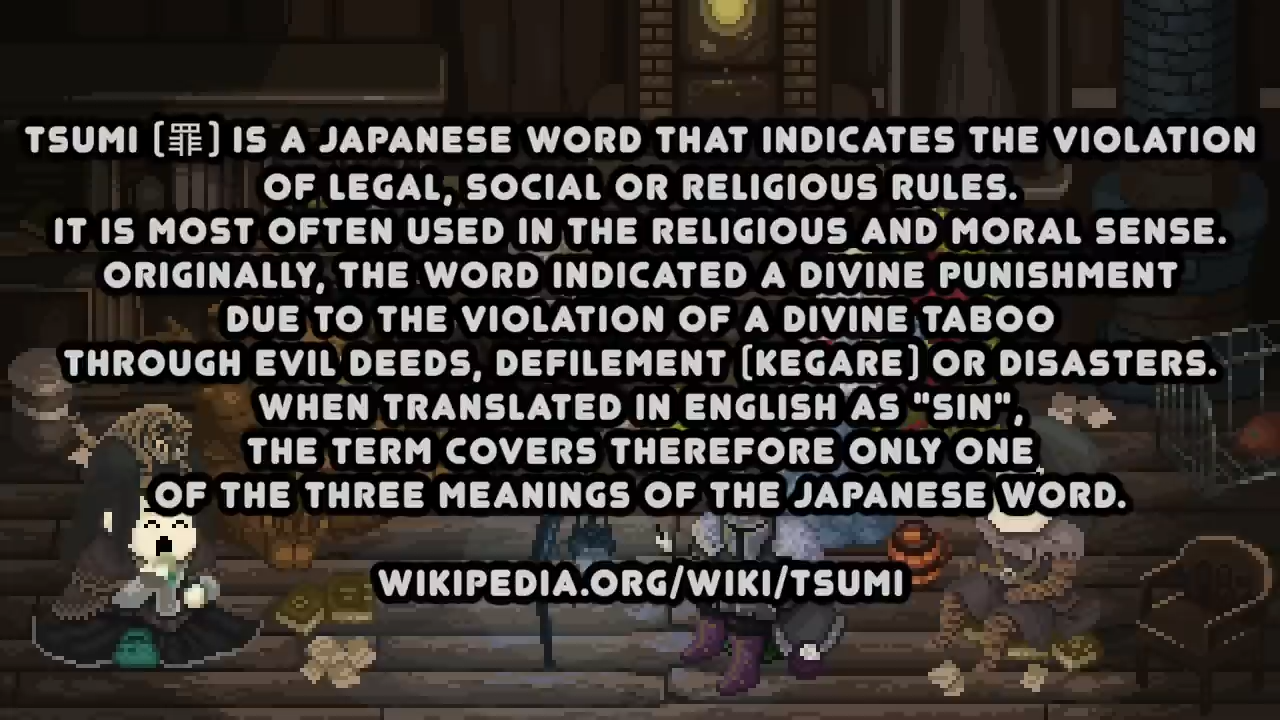 TSUMI (罪) IS A JAPANESE WORD THAT INDICATES THE VIOLATION
OF LEGAL, SOCIAL OR RELIGIOUS RULES.
IT IS MOST OFTEN USED IN THE RELIGIOUS AND MORAL SENSE.
ORIGINALLY, THE WORD INDICATED A DIVINE PUNISHMENT
DUE TO THE VIOLATION OF A DIVINE TABOO
THROUGH EVIL DEEDS, DEFILEMENT (KEGARE) OR DISASTERS.
WHEN TRANSLATED IN ENGLISH AS "SIN",
THE TERM COVERS THEREFORE ONLY ONE
OF THE THREE MEANINGS OF THE JAPANESE WORD.
WIKIPEDIA.ORG/WIKI/TSUMI